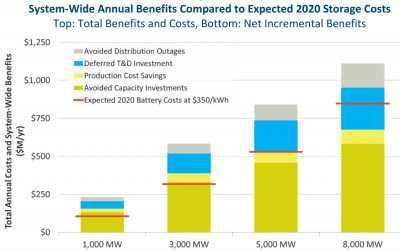 System-Wide Annual Benefits Compared to Expected 2020 Storage Costs
Top: Total Benefits and Costs, Bottom: Net Incremental Benefits
Total Annual Costs and System-Wide Benefits
($M/yr)
$1,250
$1,000
$750
$500
$250
$0
Avoided Distribution Outages
Deferred T&D Investment
Production Cost Savings
Avoided Capacity Investments
Expected 2020 Battery Costs at $350/kWh
1,000 MW
3,000 MW
5,000 MW
8,000 MW